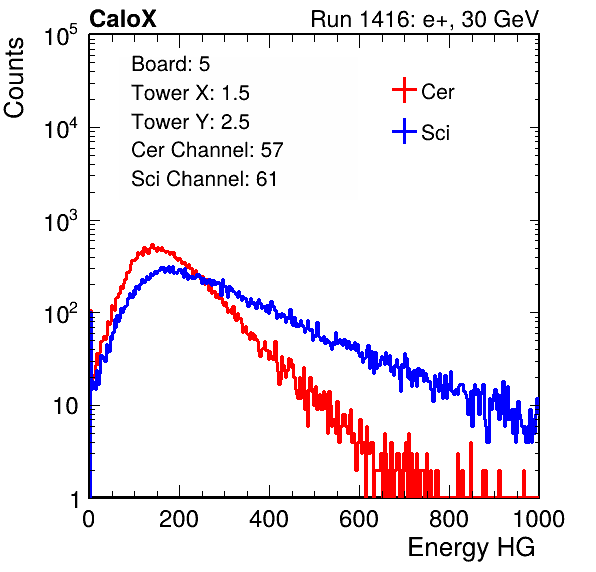 CaloX
Run 1416: e+, 30 GeV
Counts
10^5
10^4
10^3
10^2
10
1
Board: 5
Tower X: 1.5
Tower Y: 2.5
Cer Channel: 57
Sci Channel: 61
Cer
Sci
0 200 400 600 800 1000
Energy HG